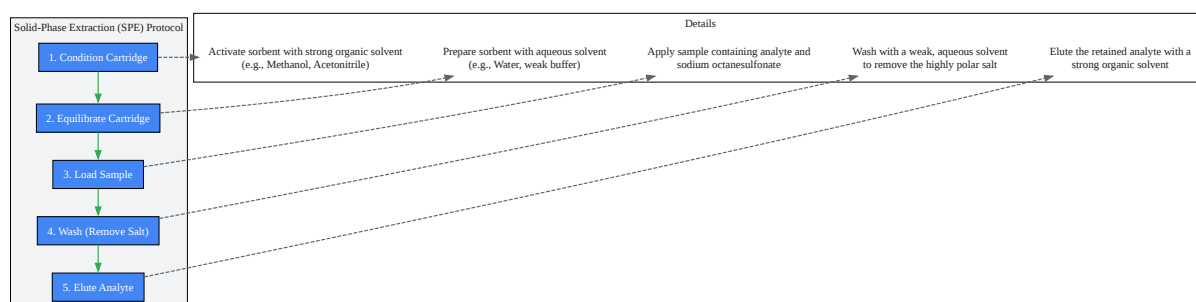 Solid-Phase Extraction (SPE) Protocol
1. Condition Cartridge
2. Equilibrate Cartridge
3. Load Sample
4. Wash (Remove Salt)
5. Elute Analyte
Details
Activate sorbent with strong organic solvent
(e.g., Methanol, Acetonitrile)
Prepare sorbent with aqueous solvent
(e.g., Water, weak buffer)
Apply sample containing analyte and
sodium octanesulfonate
Wash with a weak, aqueous solvent
to remove the highly polar salt
Elute the retained analyte with a
strong organic solvent